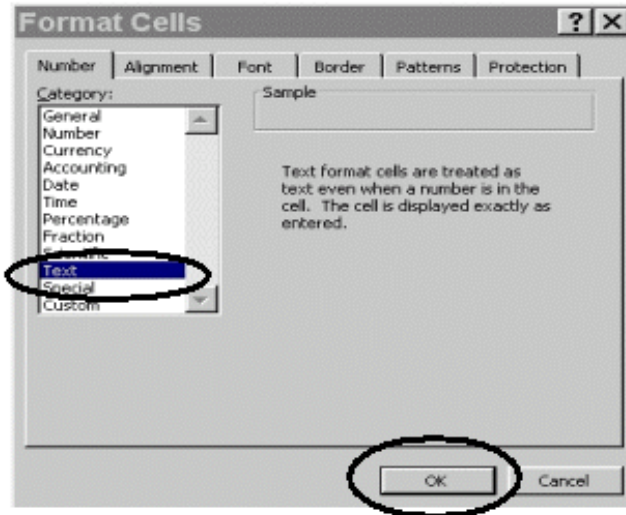 Format Cells
? X
Number Alignment Font Border Patterns Protection
Category:
General
Number
Currency
Accounting
Date
Time
Percentage
Fraction
Scientific
Text
Special
Custom
Sample
Text format cells are treated as
text even when a number is in the
cell. The cell is displayed exactly as
entered.
OK Cancel